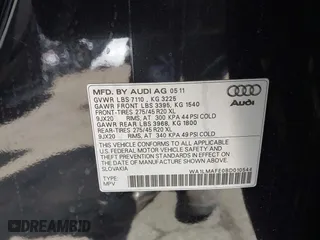 MFD. BY AUDI AG 05 11
GVWR LBS 7110 , KG 3225
GAWR FRONT LBS 3395, KG 1540
FRONT-TIRES 275/45 R20 XL
9JX20 RIMS, AT 300 KPA 44 PSI COLD
GAWR REAR LBS 3968, KG 1800
REAR-TIRES 275/45 R20 XL
9JX20 RIMS, AT 340 KPA 49 PSI COLD
THIS VEHICLE CONFORMS TO ALL APPLICABLE U.S.
FEDERAL MOTOR VEHICLE SAFETY STANDARDS IN
EFFECT ON THE DATE OF MANUFACTURE SHOWN ABOVE.
SLOVAKIA
TYPE:
MPV
Audi
DREAMBID